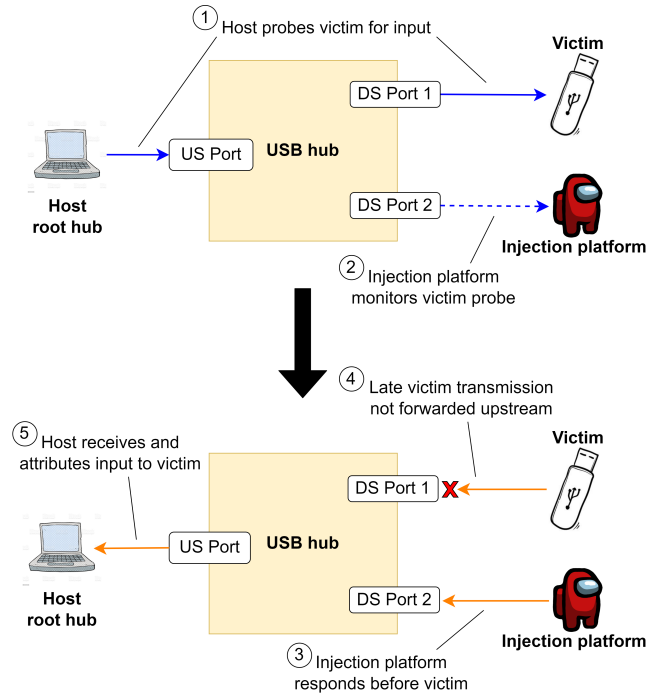 1 Host probes victim for input
Victim
DS Port 1
US Port
USB hub
Host
root hub
DS Port 2
Injection platform
2 Injection platform
monitors victim probe
4 Late victim transmission
not forwarded upstream
5 Host receives and
attributes input to victim
Victim
DS Port 1
X
US Port
USB hub
Host
root hub
DS Port 2
Injection platform
3 Injection platform
responds before victim